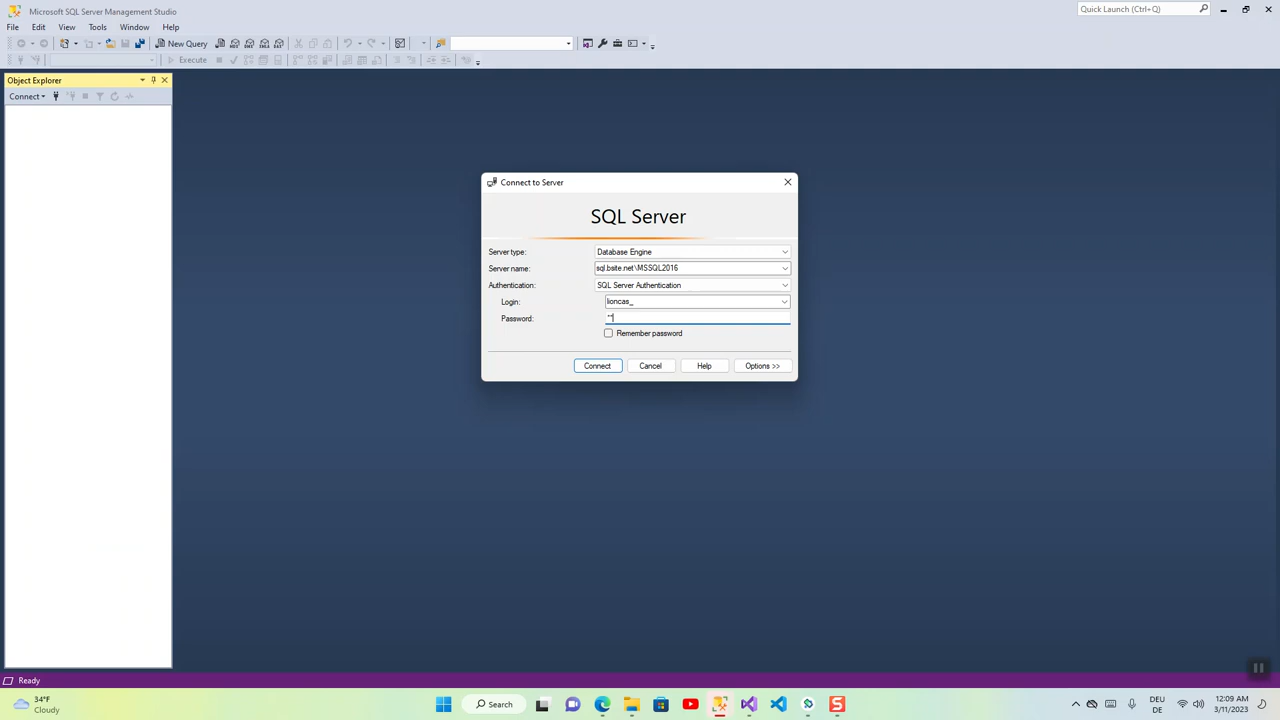 Microsoft SQL Server Management Studio
Quick Launch (Ctrl+Q)
File Edit View Tools Window Help
New Query
Execute
Object Explorer
Connect
Connect to Server
SQL Server
Server type: Database Engine
Server name: sql.bsite.net\MSSQL2016
Authentication: SQL Server Authentication
Login: lioncas_
Password: **
Remember password
Connect Cancel Help Options >>
Ready
34°F
Cloudy
Search
DEU
DE
12:09 AM
3/11/2023